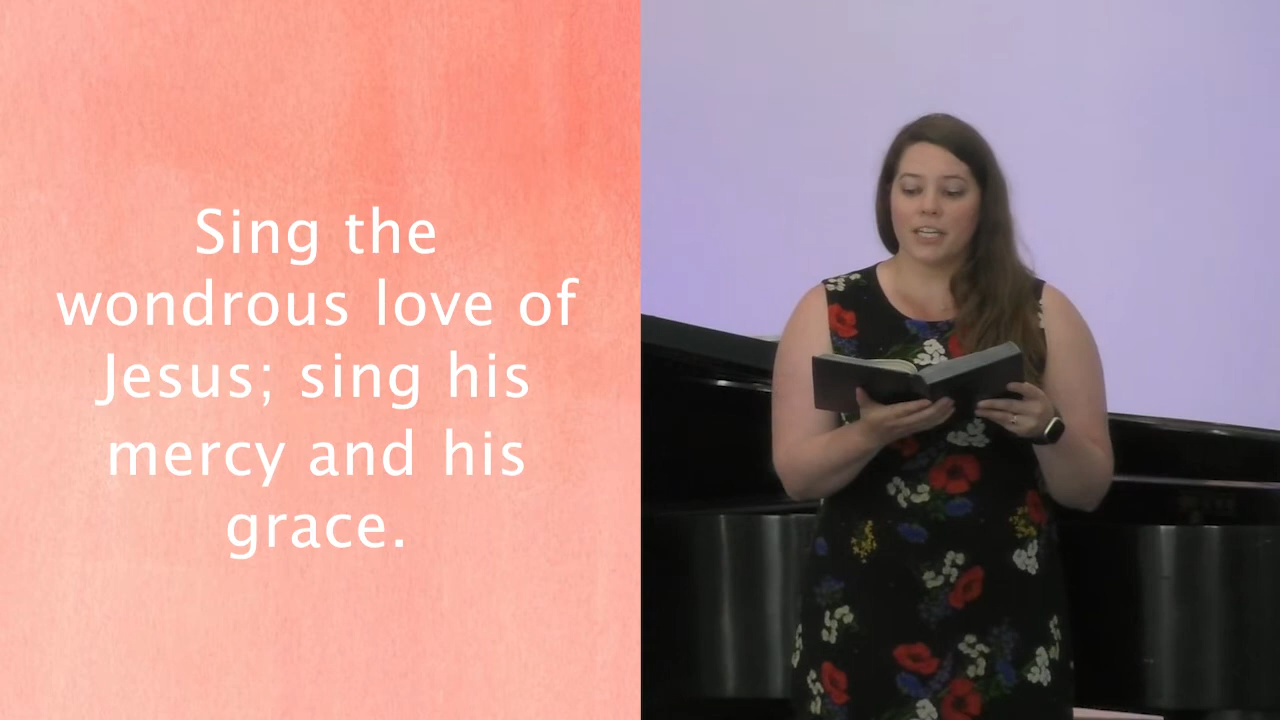 Sing the
wondrous love of
Jesus; sing his
mercy and his
grace.